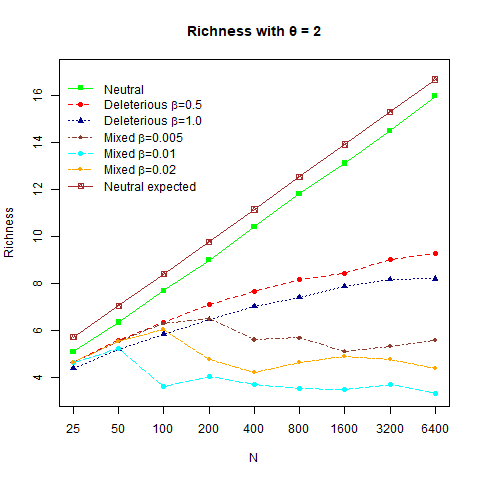 Richness with θ = 2
Neutral
Deleterious β=0.5
Deleterious β=1.0
Mixed β=0.005
Mixed β=0.01
Mixed β=0.02
Neutral expected
Richness
16
14
12
10
8
6
4
25 50 100 200 400 800 1600 3200 6400
N